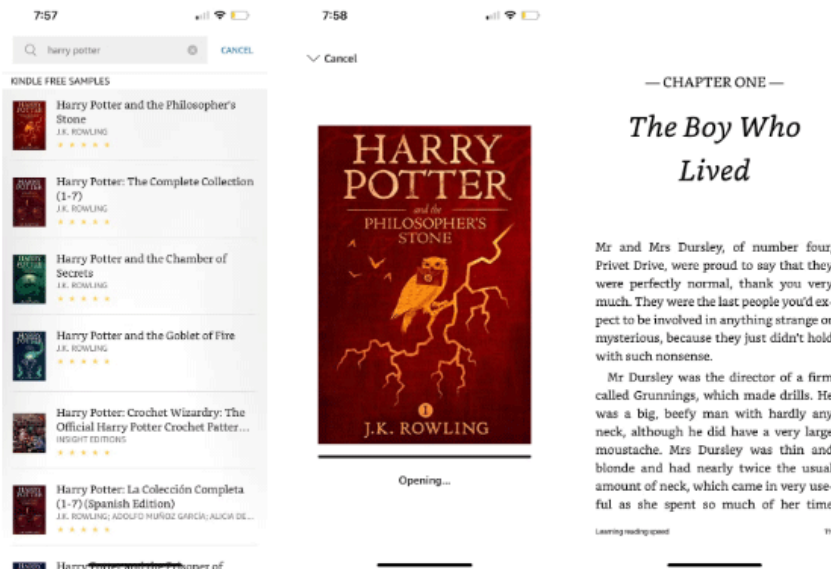 7:57
harry potter
CANCEL
KINDLE FREE SAMPLES
Harry Potter and the Philosopher's
Stone
J.K. ROWLING
Harry Potter: The Complete Collection
(1-7)
J.K. ROWLING
Harry Potter and the Chamber of
Secrets
J.K. ROWLING
Harry Potter and the Goblet of Fire
J.K. ROWLING
Harry Potter: Crochet Wizardry: The
Official Harry Potter Crochet Patter...
INSIGHT EDITIONS
Harry Potter: La Colección Completa
(1-7) (Spanish Edition)
J.K. ROWLING; ADOLFO MUÑOZ GARCÍA; ALICIA DE...
Harry Potter and the Prisoner of
7:58
Cancel
HARRY
POTTER
and the
PHILOSOPHER'S
STONE
1
J.K. ROWLING
Opening...
— CHAPTER ONE —
The Boy Who
Lived
Mr and Mrs Dursley, of number four,
Privet Drive, were proud to say that they
were perfectly normal, thank you very
much. They were the last people you'd ex-
pect to be involved in anything strange or
mysterious, because they just didn't hold
with such nonsense.
Mr Dursley was the director of a firm
called Grunnings, which made drills. He
was a big, beefy man with hardly any
neck, although he did have a very large
moustache. Mrs Dursley was thin and
blonde and had nearly twice the usual
amount of neck, which came in very use-
ful as she spent so much of her time
Learning reading speed